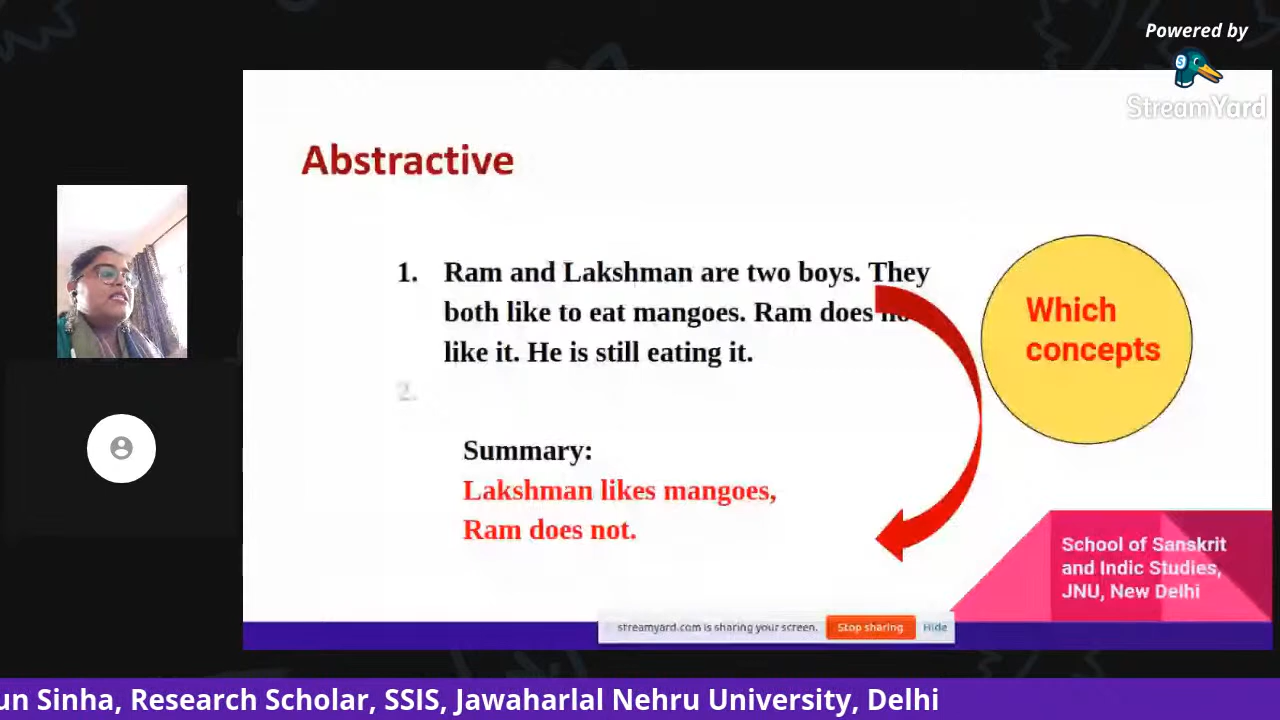 Powered by
StreamYard
Abstractive
1. Ram and Lakshman are two boys. They
both like to eat mangoes. Ram does
like it. He is still eating it.
2.
Which
concepts
Summary:
Lakshman likes mangoes,
Ram does not.
School of Sanskrit
and Indic Studies,
JNU, New Delhi
streamyard.com is sharing your screen. Stop sharing Hide
un Sinha, Research Scholar, SSIS, Jawaharlal Nehru University, Delhi